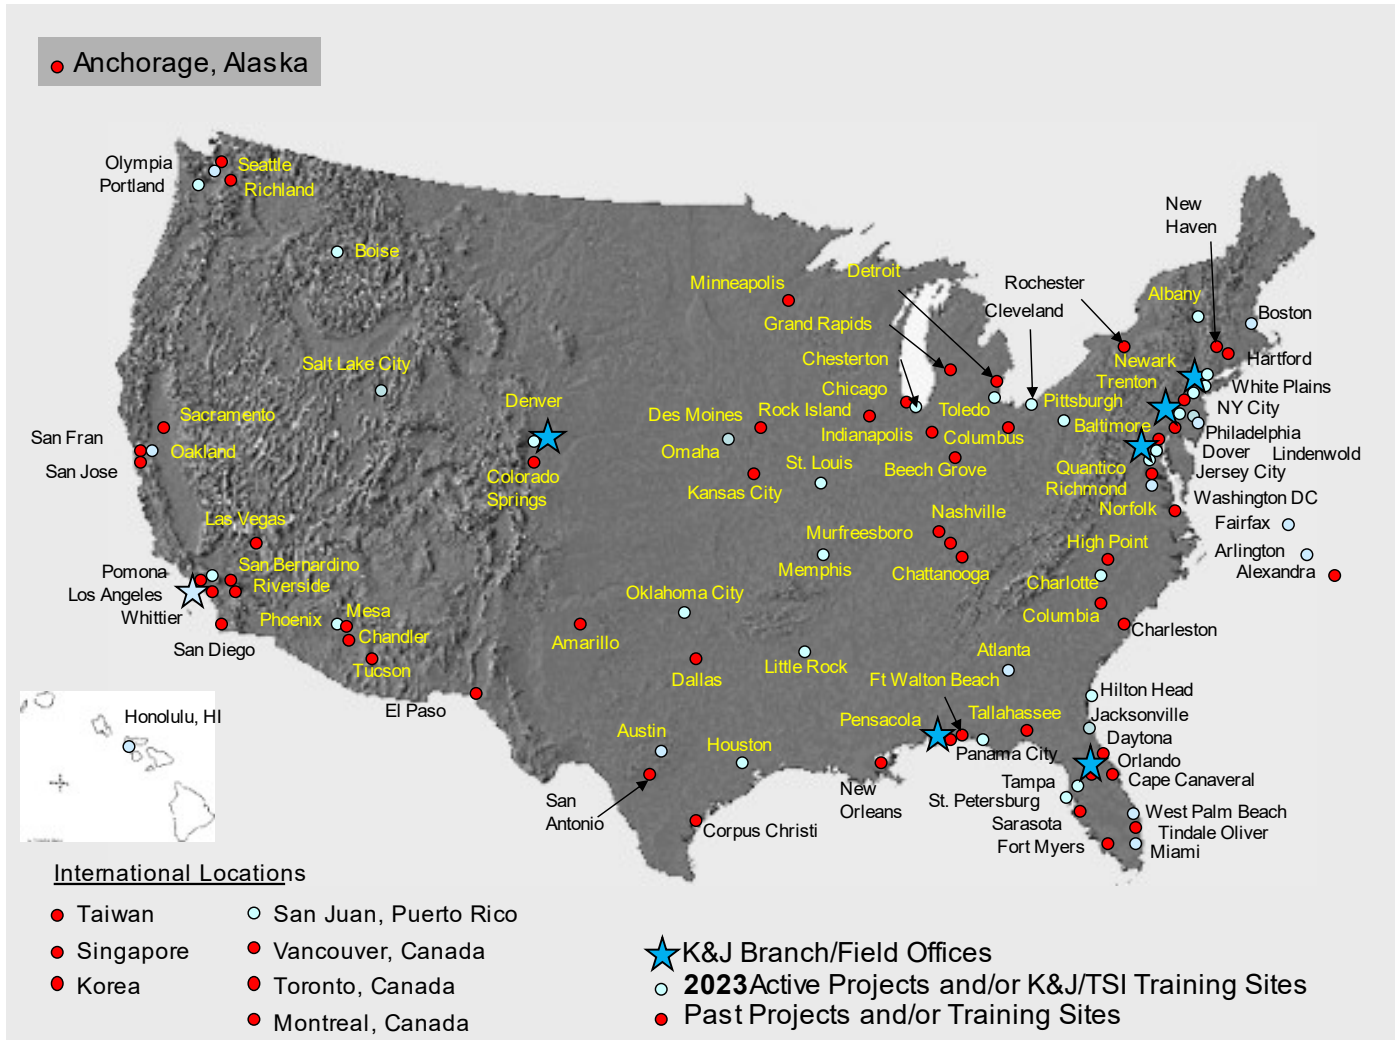 Anchorage, Alaska
Olympia
Seattle
Portland
Richland
New
Haven
Boise
Detroit
Minneapolis
Rochester
Albany
Cleveland
Boston
Grand Rapids
Chesterton
Newark
Hartford
Salt Lake City
Trenton
White Plains
Chicago
Denver
Pittsburgh
NY City
Des Moines
Rock Island
Toledo
Sacramento
Baltimore
Philadelphia
San Fran
Indianapolis
Columbus
Oakland
Omaha
Dover
Lindenwold
San Jose
St. Louis
Beech Grove
Quantico
Jersey City
Colorado
Springs
Kansas City
Richmond
Washington DC
Las Vegas
Nashville
Norfolk
Fairfax
Murfreesboro
High Point
Arlington
San Bernardino
Pomona
Memphis
Chattanooga
Alexandra
Riverside
Charlotte
Los Angeles
Oklahoma City
Whittier
Mesa
Columbia
Phoenix
Chandler
Amarillo
Charleston
San Diego
Atlanta
Tucson
Dallas
Little Rock
Ft Walton Beach
Hilton Head
El Paso
Honolulu, HI
Pensacola
Tallahassee
Jacksonville
Austin
Houston
Daytona
Panama City
Orlando
Tampa
Cape Canaveral
New
Orleans
San
Antonio
St. Petersburg
West Palm Beach
Sarasota
Corpus Christi
Tindale Oliver
Fort Myers
Miami
International Locations
Taiwan
San Juan, Puerto Rico
Singapore
Vancouver, Canada
Korea
Toronto, Canada
Montreal, Canada
K&J Branch/Field Offices
2023Active Projects and/or K&J/TSI Training Sites
Past Projects and/or Training Sites